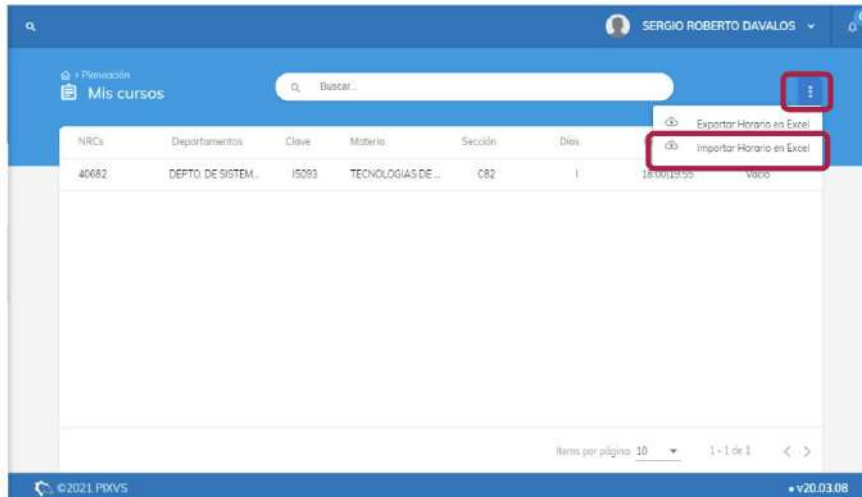 SERGIO ROBERTO DAVALOS
> Planeación
Mis cursos
Buscar...
Exportar Horario en Excel
Importar Horario en Excel
NRCs Departamentos Clave Materia Sección Días
40682 DEPTO. DE SISTEM... I5093 TECNOLOGIAS DE ... C82 I 18:00|19:55 Vacio
Items por página 10 1 - 1 de 1 < >
©2021 PIXVS • v20.03.08